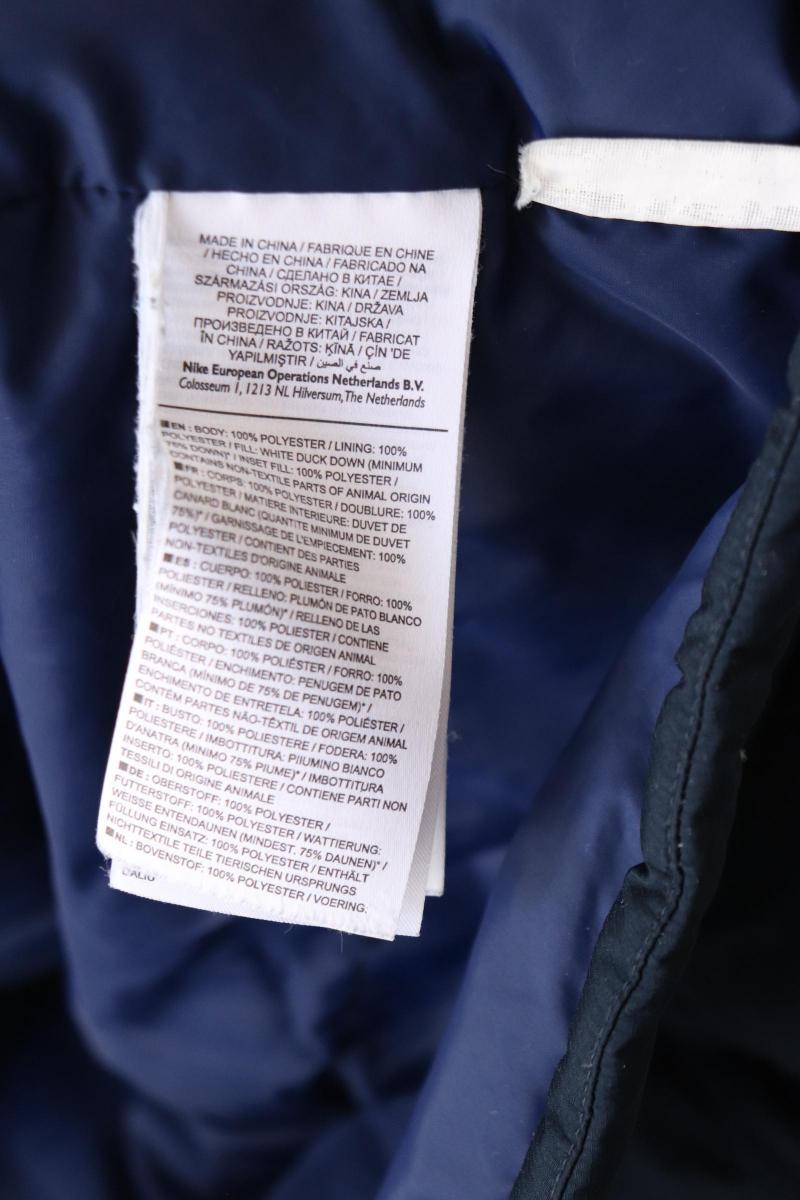 MADE IN CHINA / FABRIQUE EN CHINE
/ HECHO EN CHINA / FABRICADO NA
CHINA / СДЕЛАНО В КИТАЕ /
SZÁRMAZÁSI ORSZÁG: KINA / ZEMLJA
PROIZVODNJE: KINA / DRŽAVA
PROIZVODNJE: KITAJSKA /
ПРОИЗВЕДЕНО В КИТАЙ / FABRICAT
ÎN CHINA / RAŽOTS: ĶĪNĀ / ÇİN 'DE
YAPILMIŞTIR / صنع في الصين
Nike European Operations Netherlands B.V.
Colosseum 1, 1213 NL Hilversum, The Netherlands
EN : BODY: 100% POLYESTER / LINING: 100%
POLYESTER / FILL: WHITE DUCK DOWN (MINIMUM
75% DOWN)* / INSET FILL: 100% POLYESTER /
CONTAINS NON-TEXTILE PARTS OF ANIMAL ORIGIN
FR : CORPS: 100% POLYESTER / DOUBLURE: 100%
POLYESTER / MATIERE INTERIEURE: DUVET DE
CANARD BLANC (QUANTITE MINIMUM DE DUVET
75%)* / GARNISSAGE DE L'EMPIECEMENT: 100%
POLYESTER / CONTIENT DES PARTIES
NON-TEXTILES D'ORIGINE ANIMALE
ES : CUERPO: 100% POLIESTER / FORRO: 100%
POLIESTER / RELLENO: PLUMÓN DE PATO BLANCO
(MÍNIMO 75% PLUMÓN)* / RELLENO DE LAS
INSERCIONES: 100% POLIESTER / CONTIENE
PARTES NO TEXTILES DE ORIGEN ANIMAL
PT : CORPO: 100% POLIÉSTER / FORRO: 100%
POLIÉSTER / ENCHIMENTO: PENUGEM DE PATO
BRANCA (MÍNIMO DE 75% DE PENUGEM)* /
ENCHIMENTO DE ENTRETELA: 100% POLIÉSTER /
CONTÉM PARTES NÃO-TÊXTIL DE ORIGEM ANIMAL
IT : BUSTO: 100% POLIESTERE / FODERA: 100%
POLIESTERE / IMBOTTITURA: PIIUMINO BIANCO
D'ANATRA (MINIMO 75% PIUME)* / IMBOTTITURA
INSERTO: 100% POLIESTERE / CONTIENE PARTI NON
TESSILI DI ORIGINE ANIMALE
DE : OBERSTOFF: 100% POLYESTER /
FUTTERSTOFF: 100% POLYESTER / WATTIERUNG:
WEISSE ENTENDAUNEN (MINDEST. 75% DAUNEN)* /
FÜLLUNG EINSATZ: 100% POLYESTER / ENTHÄLT
NICHTTEXTILE TEILE TIERISCHEN URSPRUNGS
NL : BOVENSTOF: 100% POLYESTER / VOERING: